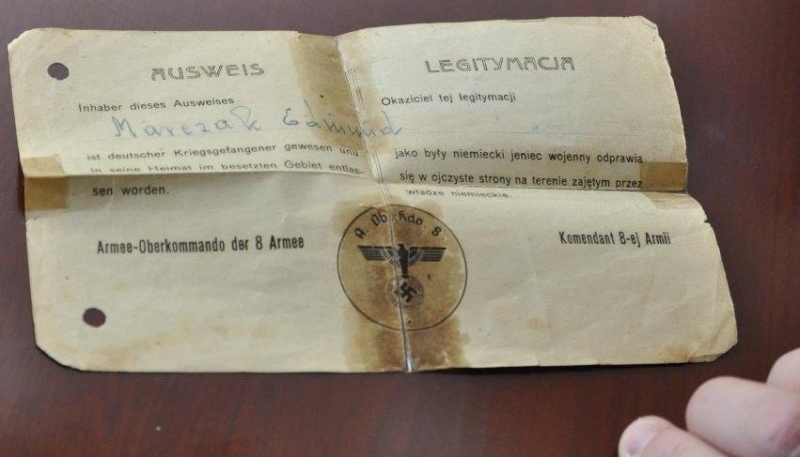 AUSWEIS
Inhaber dieses Ausweises
Marczak Edmund
ist deutscher Kriegsgefangener gewesen und
in seine Heimat im besetzten Gebiet entlas-
sen worden.
Armee-Oberkommando der 8 Armee
LEGITYMACJA
Okaziciel tej legitymacji
jako były niemiecki jeniec wojenny odprawia
się w ojczyste strony na terenie zajętym przez
władze niemieckie.
Komendant 8-ej Armii
A. Ob. Kdo. 8